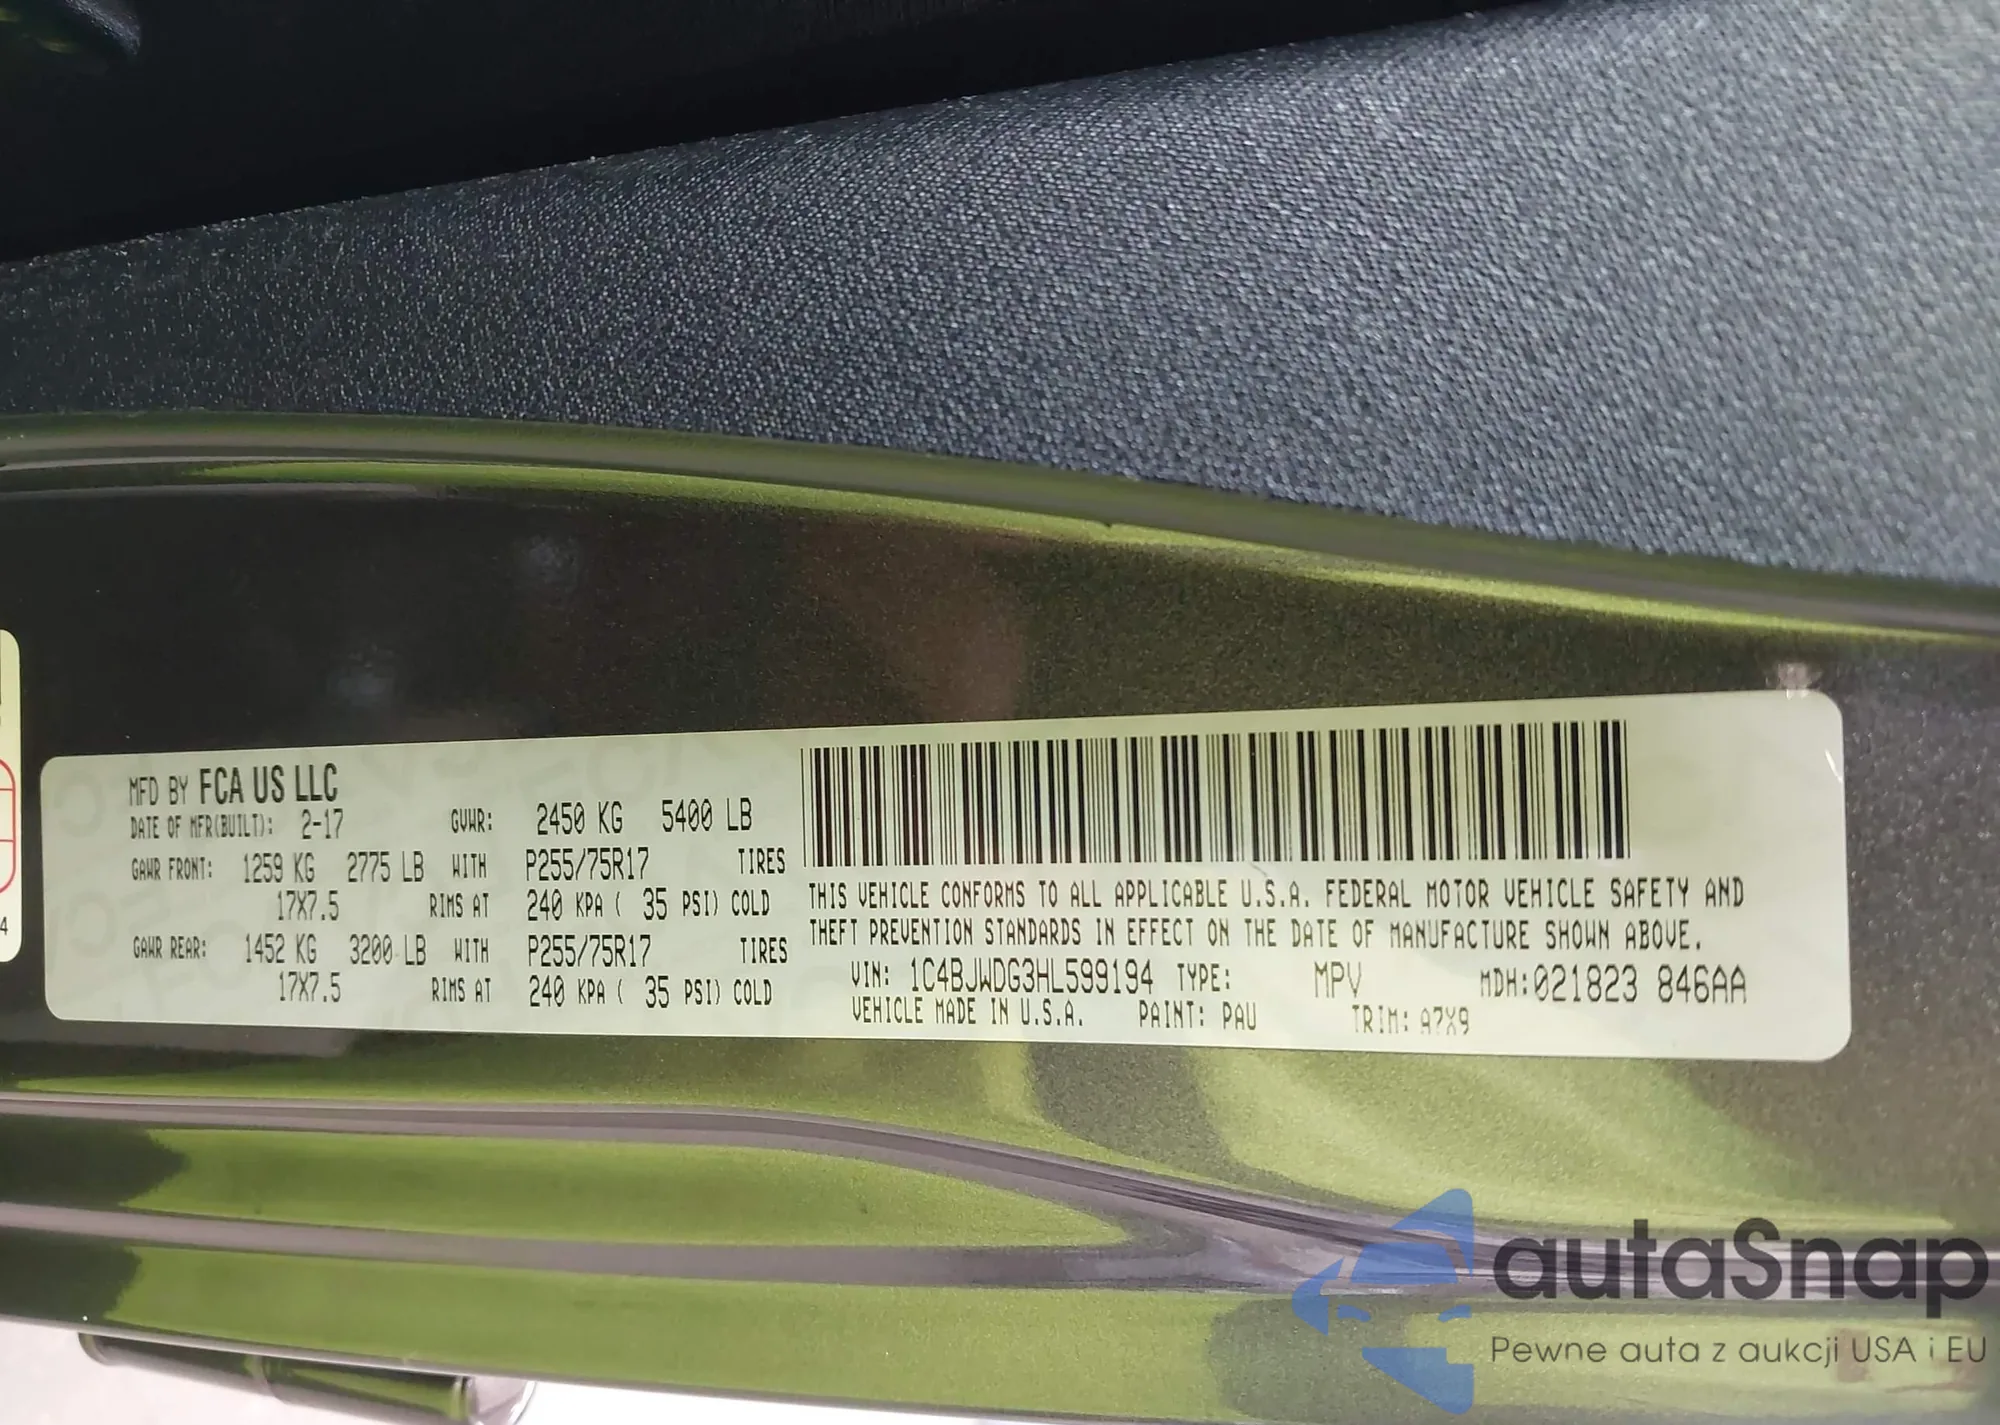 MFD BY FCA US LLC
DATE OF MFR(BUILT): 2-17 GVWR: 2450 KG 5400 LB
GAWR FRONT: 1259 KG 2775 LB WITH P255/75R17 TIRES
17X7.5 RIMS AT 240 KPA ( 35 PSI) COLD
GAWR REAR: 1452 KG 3200 LB WITH P255/75R17 TIRES
17X7.5 RIMS AT 240 KPA ( 35 PSI) COLD
THIS VEHICLE CONFORMS TO ALL APPLICABLE U.S.A. FEDERAL MOTOR VEHICLE SAFETY AND
THEFT PREVENTION STANDARDS IN EFFECT ON THE DATE OF MANUFACTURE SHOWN ABOVE.
VIN: 1C4BJWDG3HL599194 TYPE: MPV MDH:021823 846AA
VEHICLE MADE IN U.S.A. PAINT: PAU TRIM: A7X9
4
autaSnap
Pewne auta z aukcji USA i EU